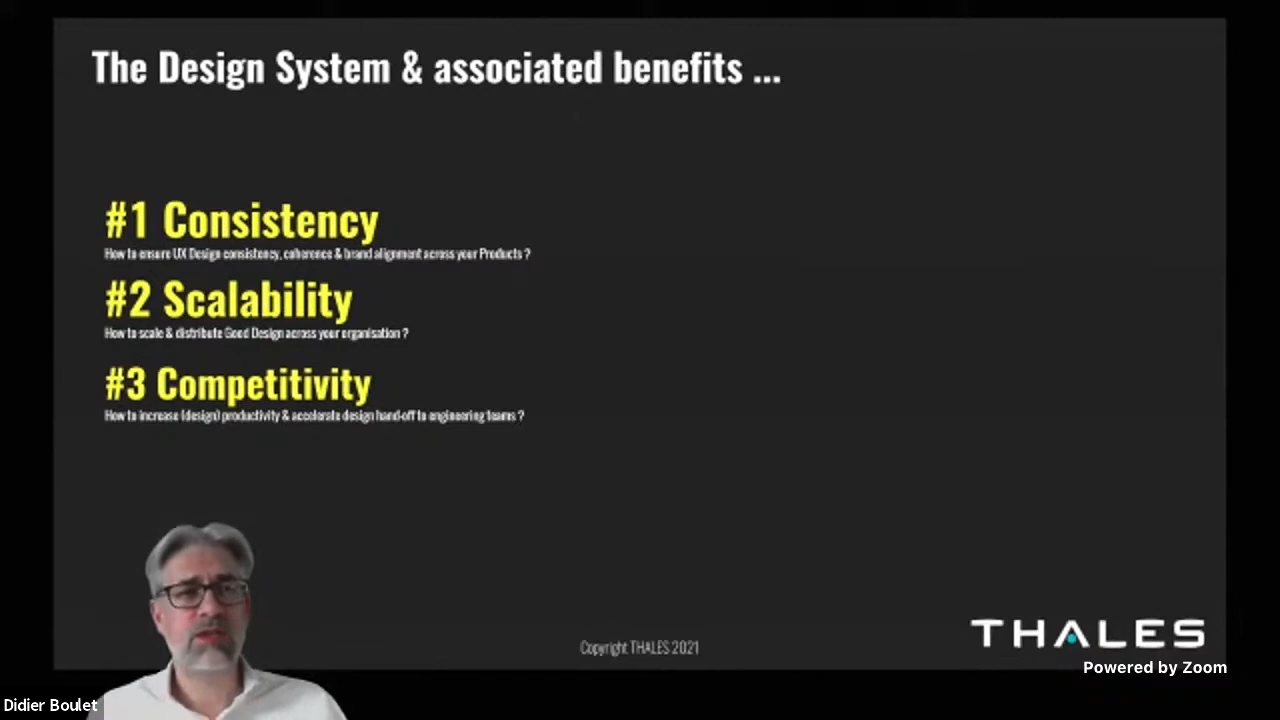 The Design System & associated benefits ...
#1 Consistency
How to ensure UX Design consistency, coherence & brand alignment across your Products ?
#2 Scalability
How to scale & distribute Good Design across your organisation ?
#3 Competitivity
How to increase (design) productivity & accelerate design hand-off to engineering teams ?
Copyright THALES 2021
THALES
Powered by Zoom
Didier Boulet